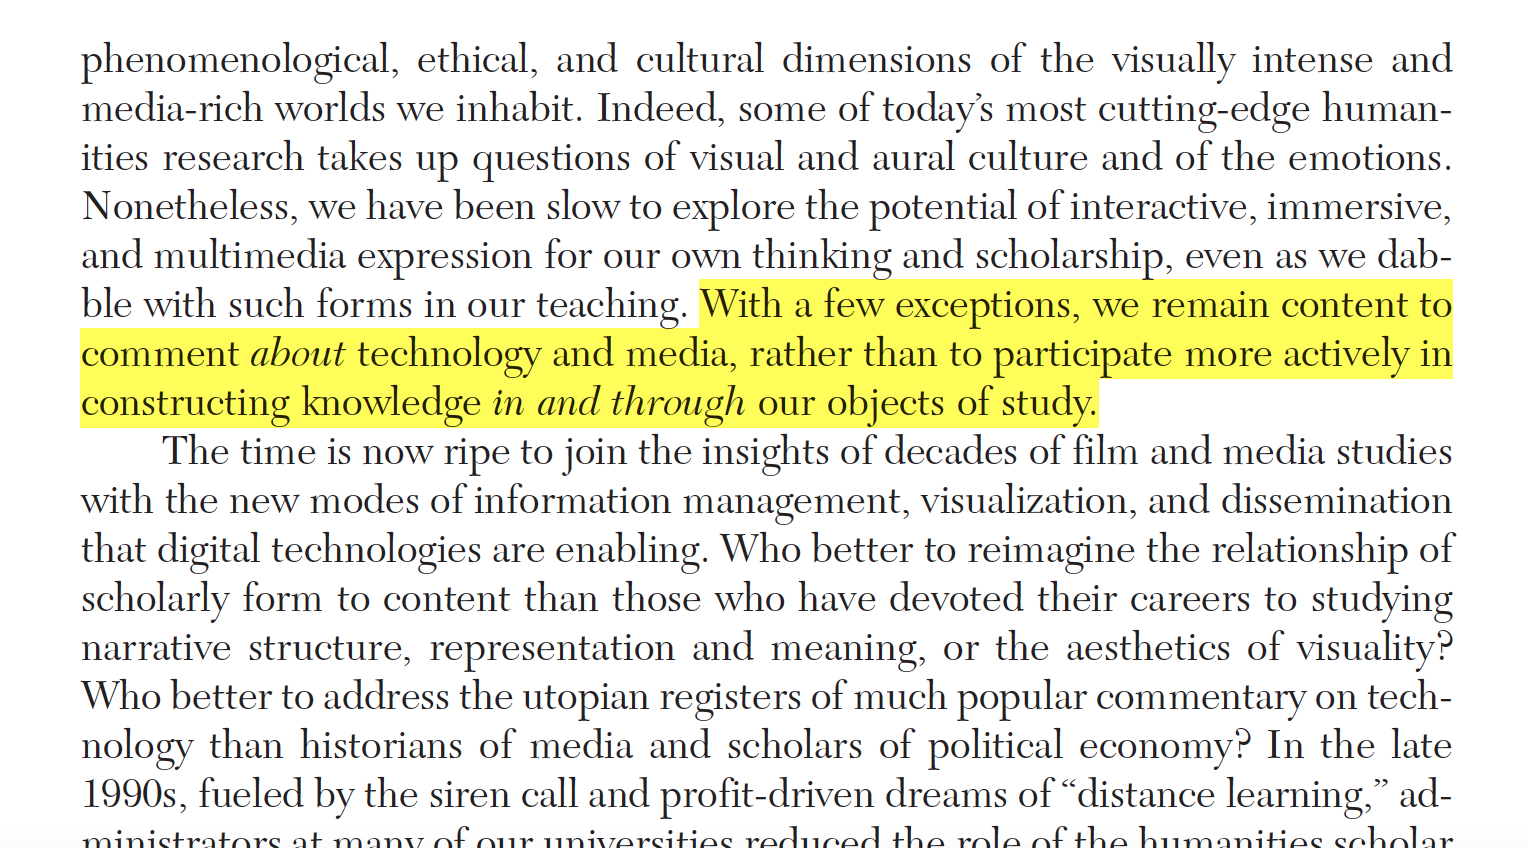 phenomenological, ethical, and cultural dimensions of the visually intense and
media-rich worlds we inhabit. Indeed, some of today’s most cutting-edge human-
ities research takes up questions of visual and aural culture and of the emotions.
Nonetheless, we have been slow to explore the potential of interactive, immersive,
and multimedia expression for our own thinking and scholarship, even as we dab-
ble with such forms in our teaching. With a few exceptions, we remain content to
comment about technology and media, rather than to participate more actively in
constructing knowledge in and through our objects of study.
The time is now ripe to join the insights of decades of film and media studies
with the new modes of information management, visualization, and dissemination
that digital technologies are enabling. Who better to reimagine the relationship of
scholarly form to content than those who have devoted their careers to studying
narrative structure, representation and meaning, or the aesthetics of visuality?
Who better to address the utopian registers of much popular commentary on tech-
nology than historians of media and scholars of political economy? In the late
1990s, fueled by the siren call and profit-driven dreams of “distance learning,” ad-
ministrators at many of our universities reduced the role of the humanities scholar